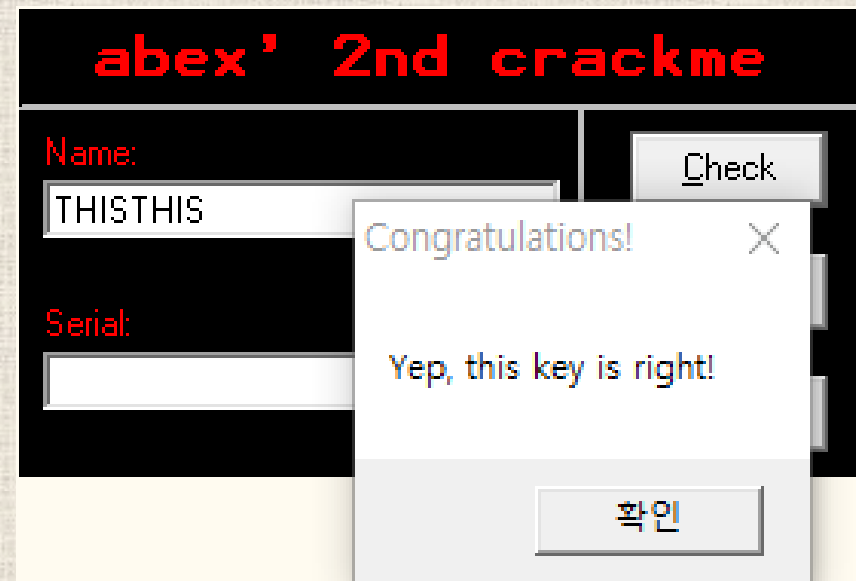 abex' 2nd crackme
Name:
Check
THISTHIS
Congratulations!
Serial:
Yep, this key is right!
확인